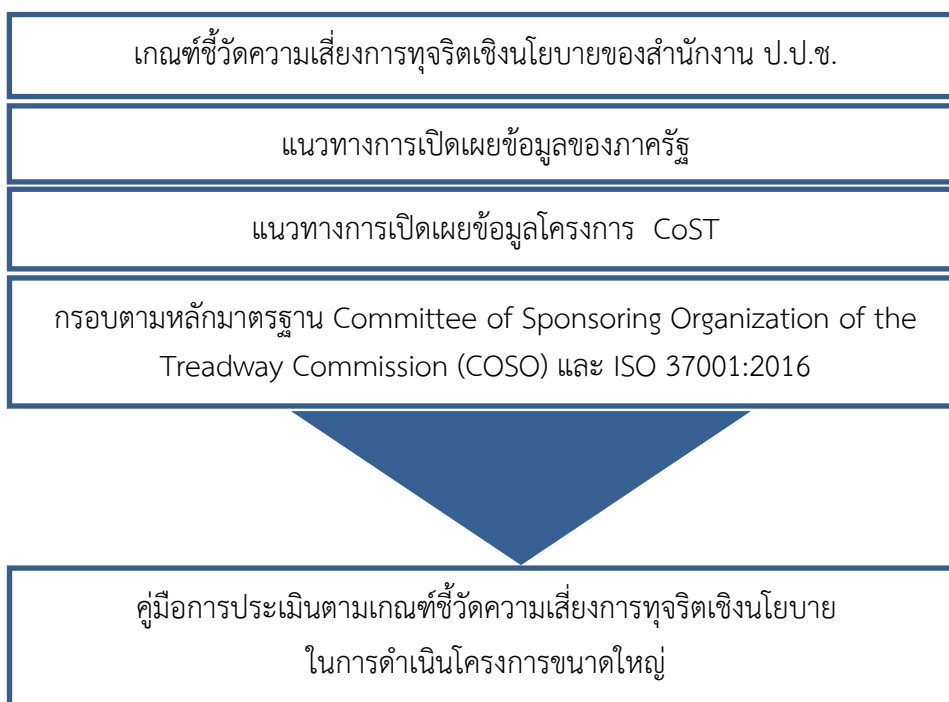 เกณฑ์ชี้วัดความเสี่ยงการทุจริตเชิงนโยบายของสำนักงาน ป.ป.ช.
แนวทางการเปิดเผยข้อมูลของภาครัฐ
แนวทางการเปิดเผยข้อมูลโครงการ CoST
กรอบตามหลักมาตรฐาน Committee of Sponsoring Organization of the
Treadway Commission (COSO) และ ISO 37001:2016
คู่มือการประเมินตามเกณฑ์ชี้วัดความเสี่ยงการทุจริตเชิงนโยบาย
ในการดำเนินโครงการขนาดใหญ่